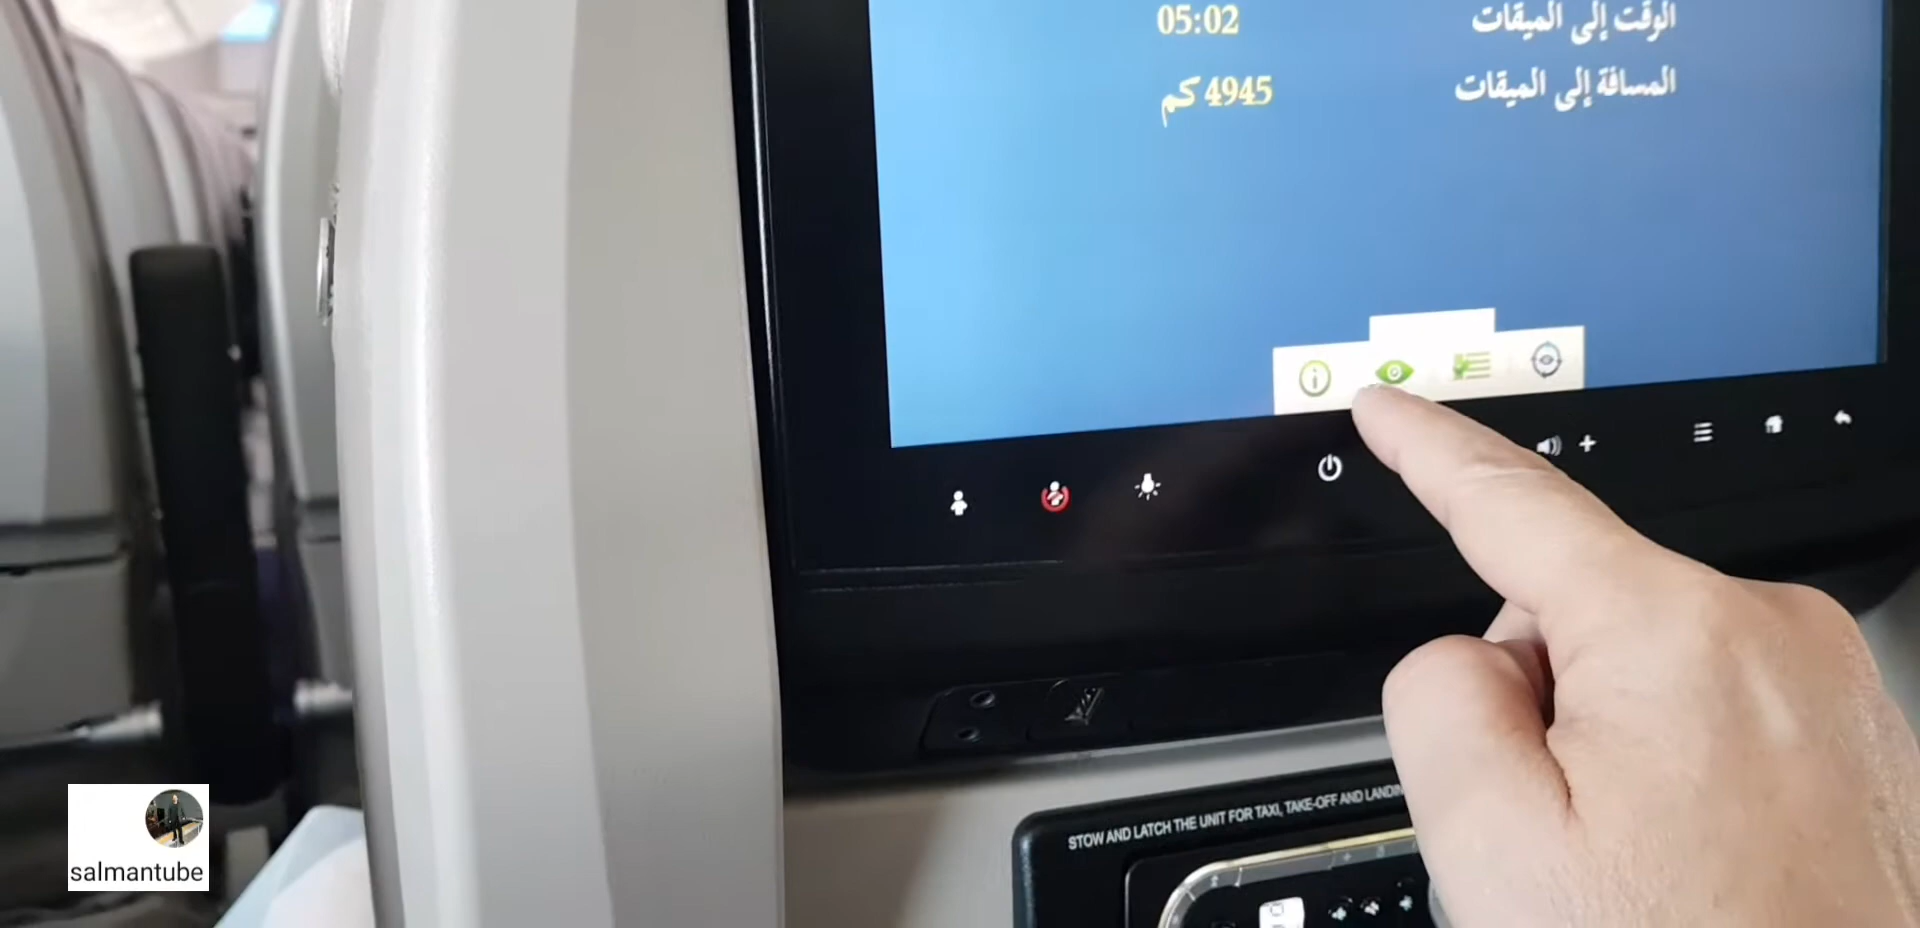 الوقت إلى الميقات 05:02
المسافة إلى الميقات 4945 كم
STOW AND LATCH THE UNIT FOR TAXI, TAKE-OFF AND
salmantube